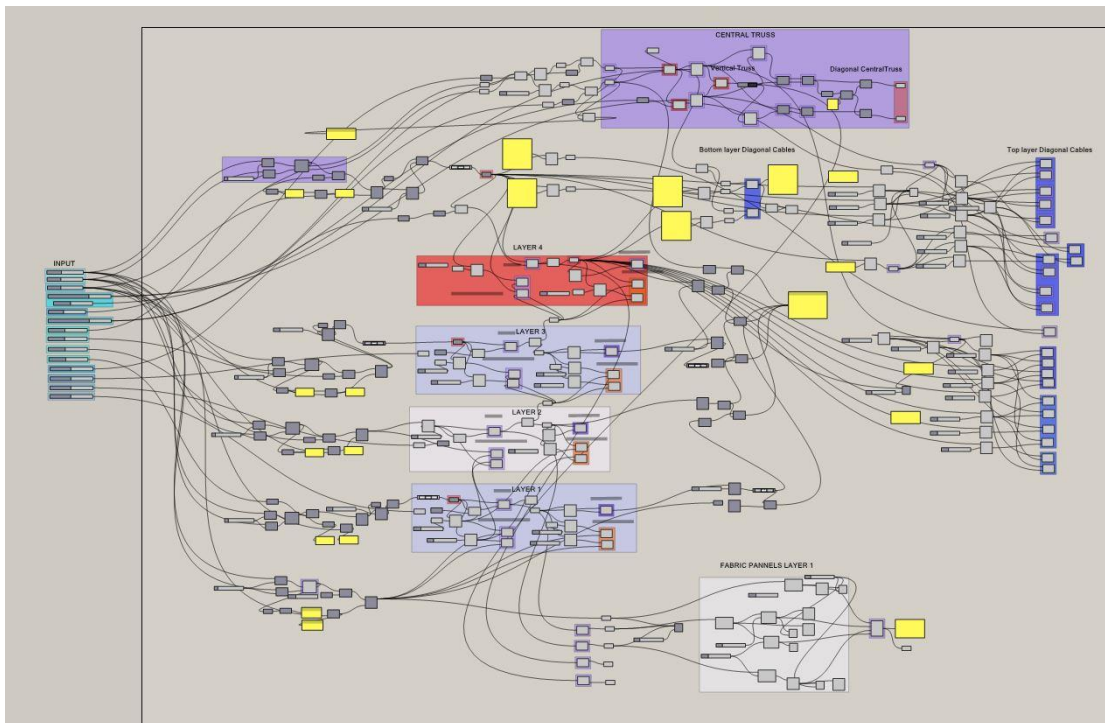 CENTRAL TRUSS
Vertical Truss
Diagonal CentralTruss
Bottom layer Diagonal Cables
Top layer Diagonal Cables
LAYER 4
INPUT
LAYER 3
LAYER 2
LAYER 1
FABRIC PANNELS LAYER 1